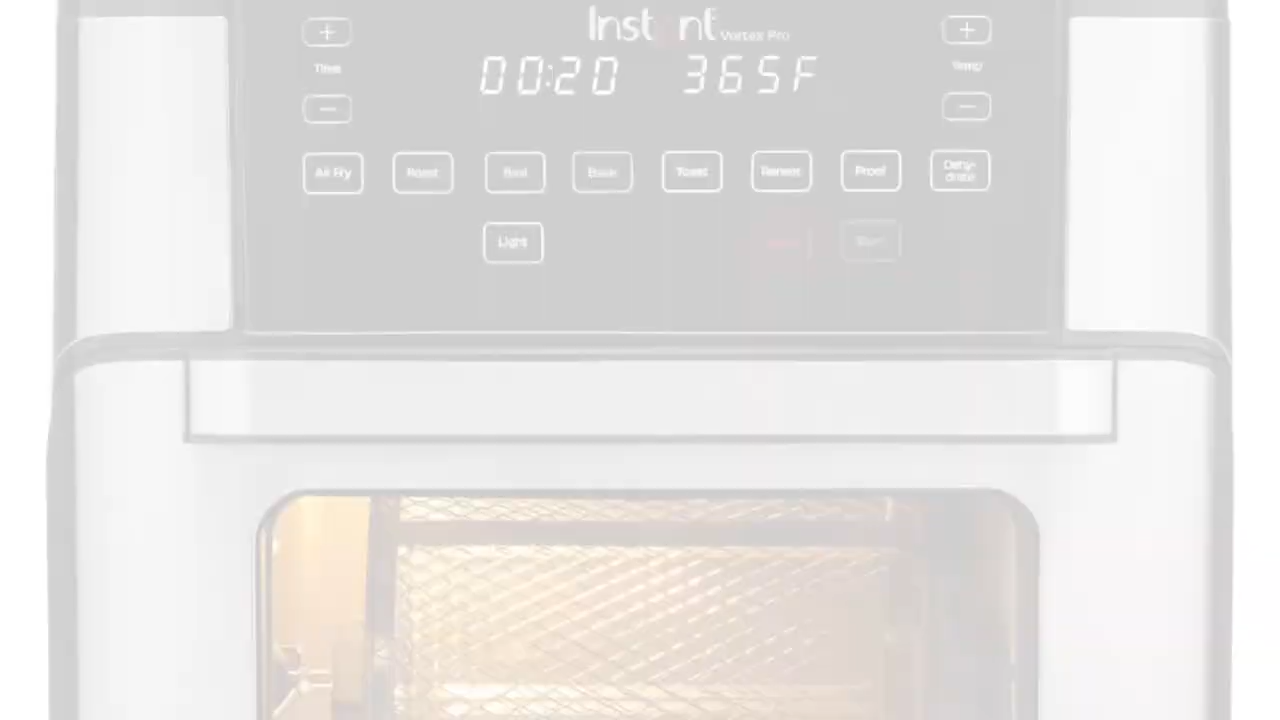 + Instant Vortex Pro +
Time 00:20 365F Temp
− −
Air Fry Roast Broil Bake Toast Reheat Proof Dehy-
drate
Light Start